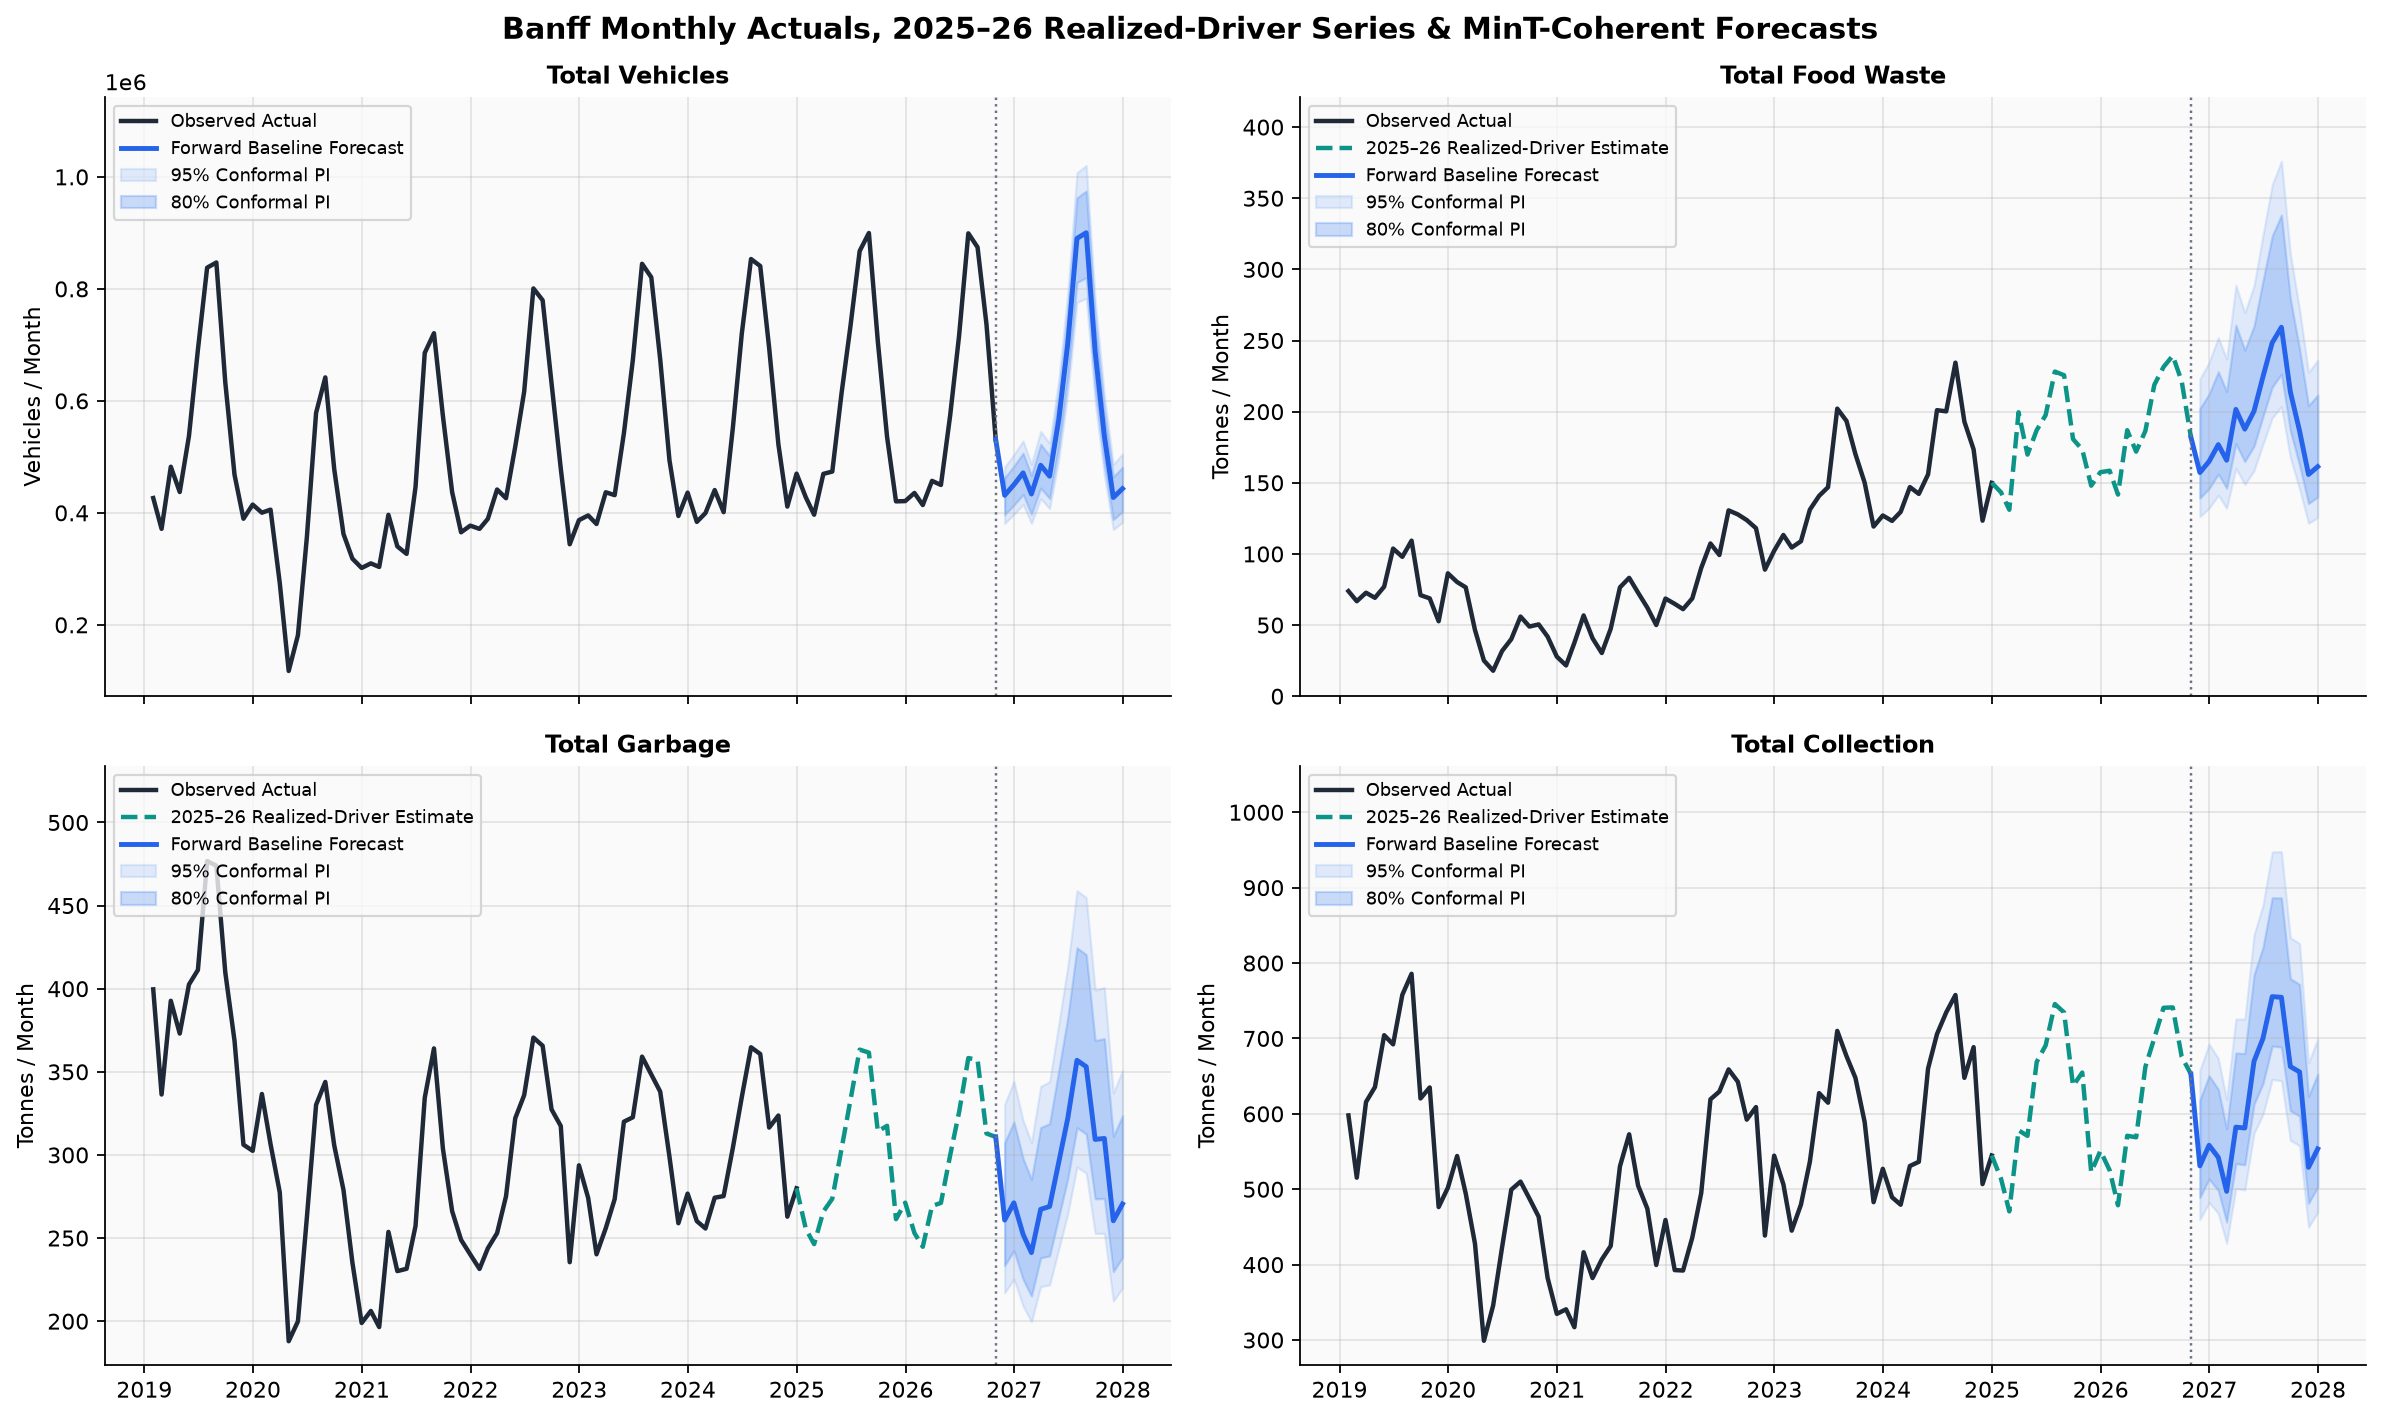 Banff Monthly Actuals, 2025–26 Realized-Driver Series & MinT-Coherent Forecasts
Total Vehicles
1e6
Vehicles / Month
1.0
0.8
0.6
0.4
0.2
Observed Actual
Forward Baseline Forecast
95% Conformal PI
80% Conformal PI
Total Food Waste
Tonnes / Month
400
350
300
250
200
150
100
50
0
Observed Actual
2025–26 Realized-Driver Estimate
Forward Baseline Forecast
95% Conformal PI
80% Conformal PI
Total Garbage
Tonnes / Month
500
450
400
350
300
250
200
Observed Actual
2025–26 Realized-Driver Estimate
Forward Baseline Forecast
95% Conformal PI
80% Conformal PI
2019 2020 2021 2022 2023 2024 2025 2026 2027 2028
Total Collection
Tonnes / Month
1000
900
800
700
600
500
400
300
Observed Actual
2025–26 Realized-Driver Estimate
Forward Baseline Forecast
95% Conformal PI
80% Conformal PI
2019 2020 2021 2022 2023 2024 2025 2026 2027 2028